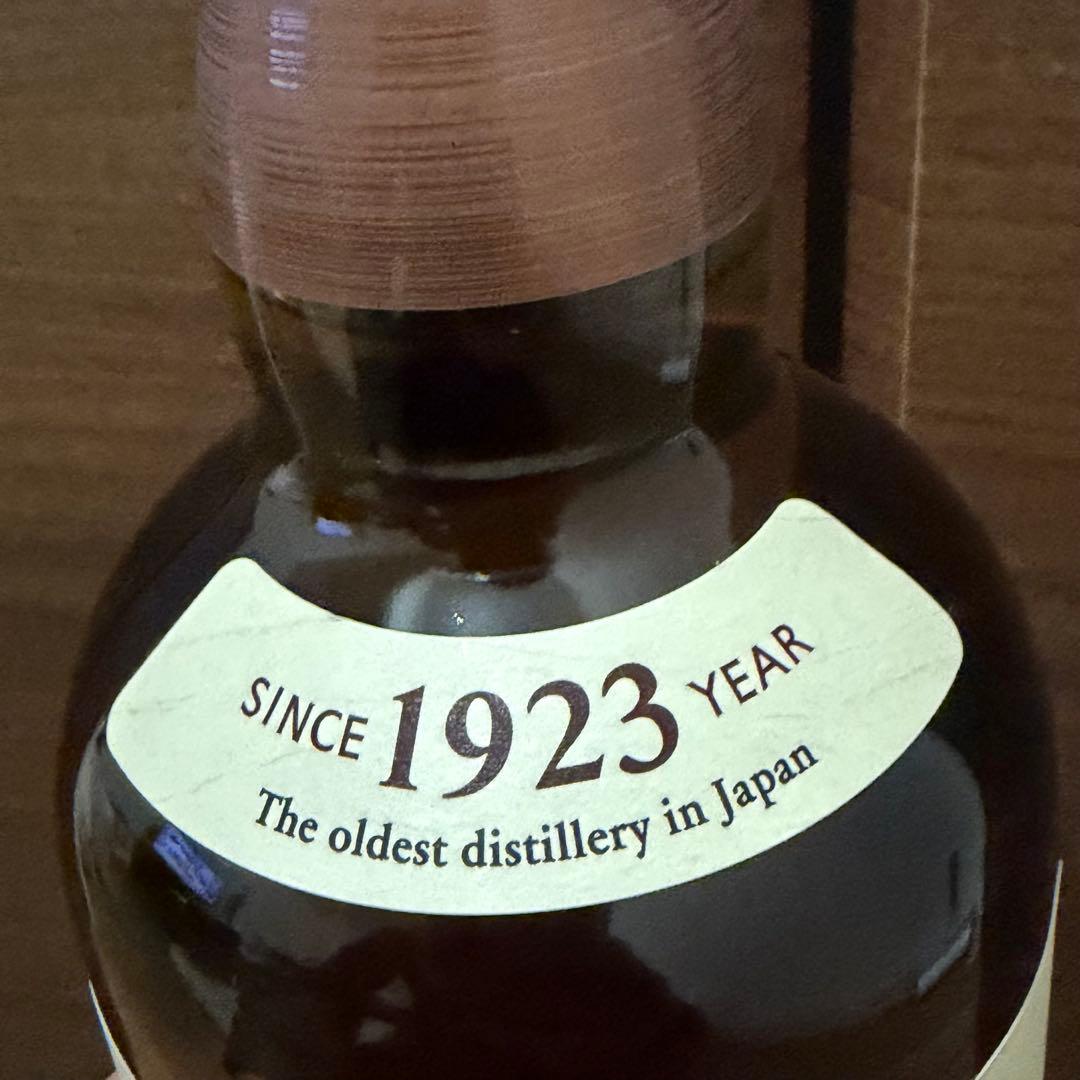 SINCE 1923 YEAR
The oldest distillery in Japan